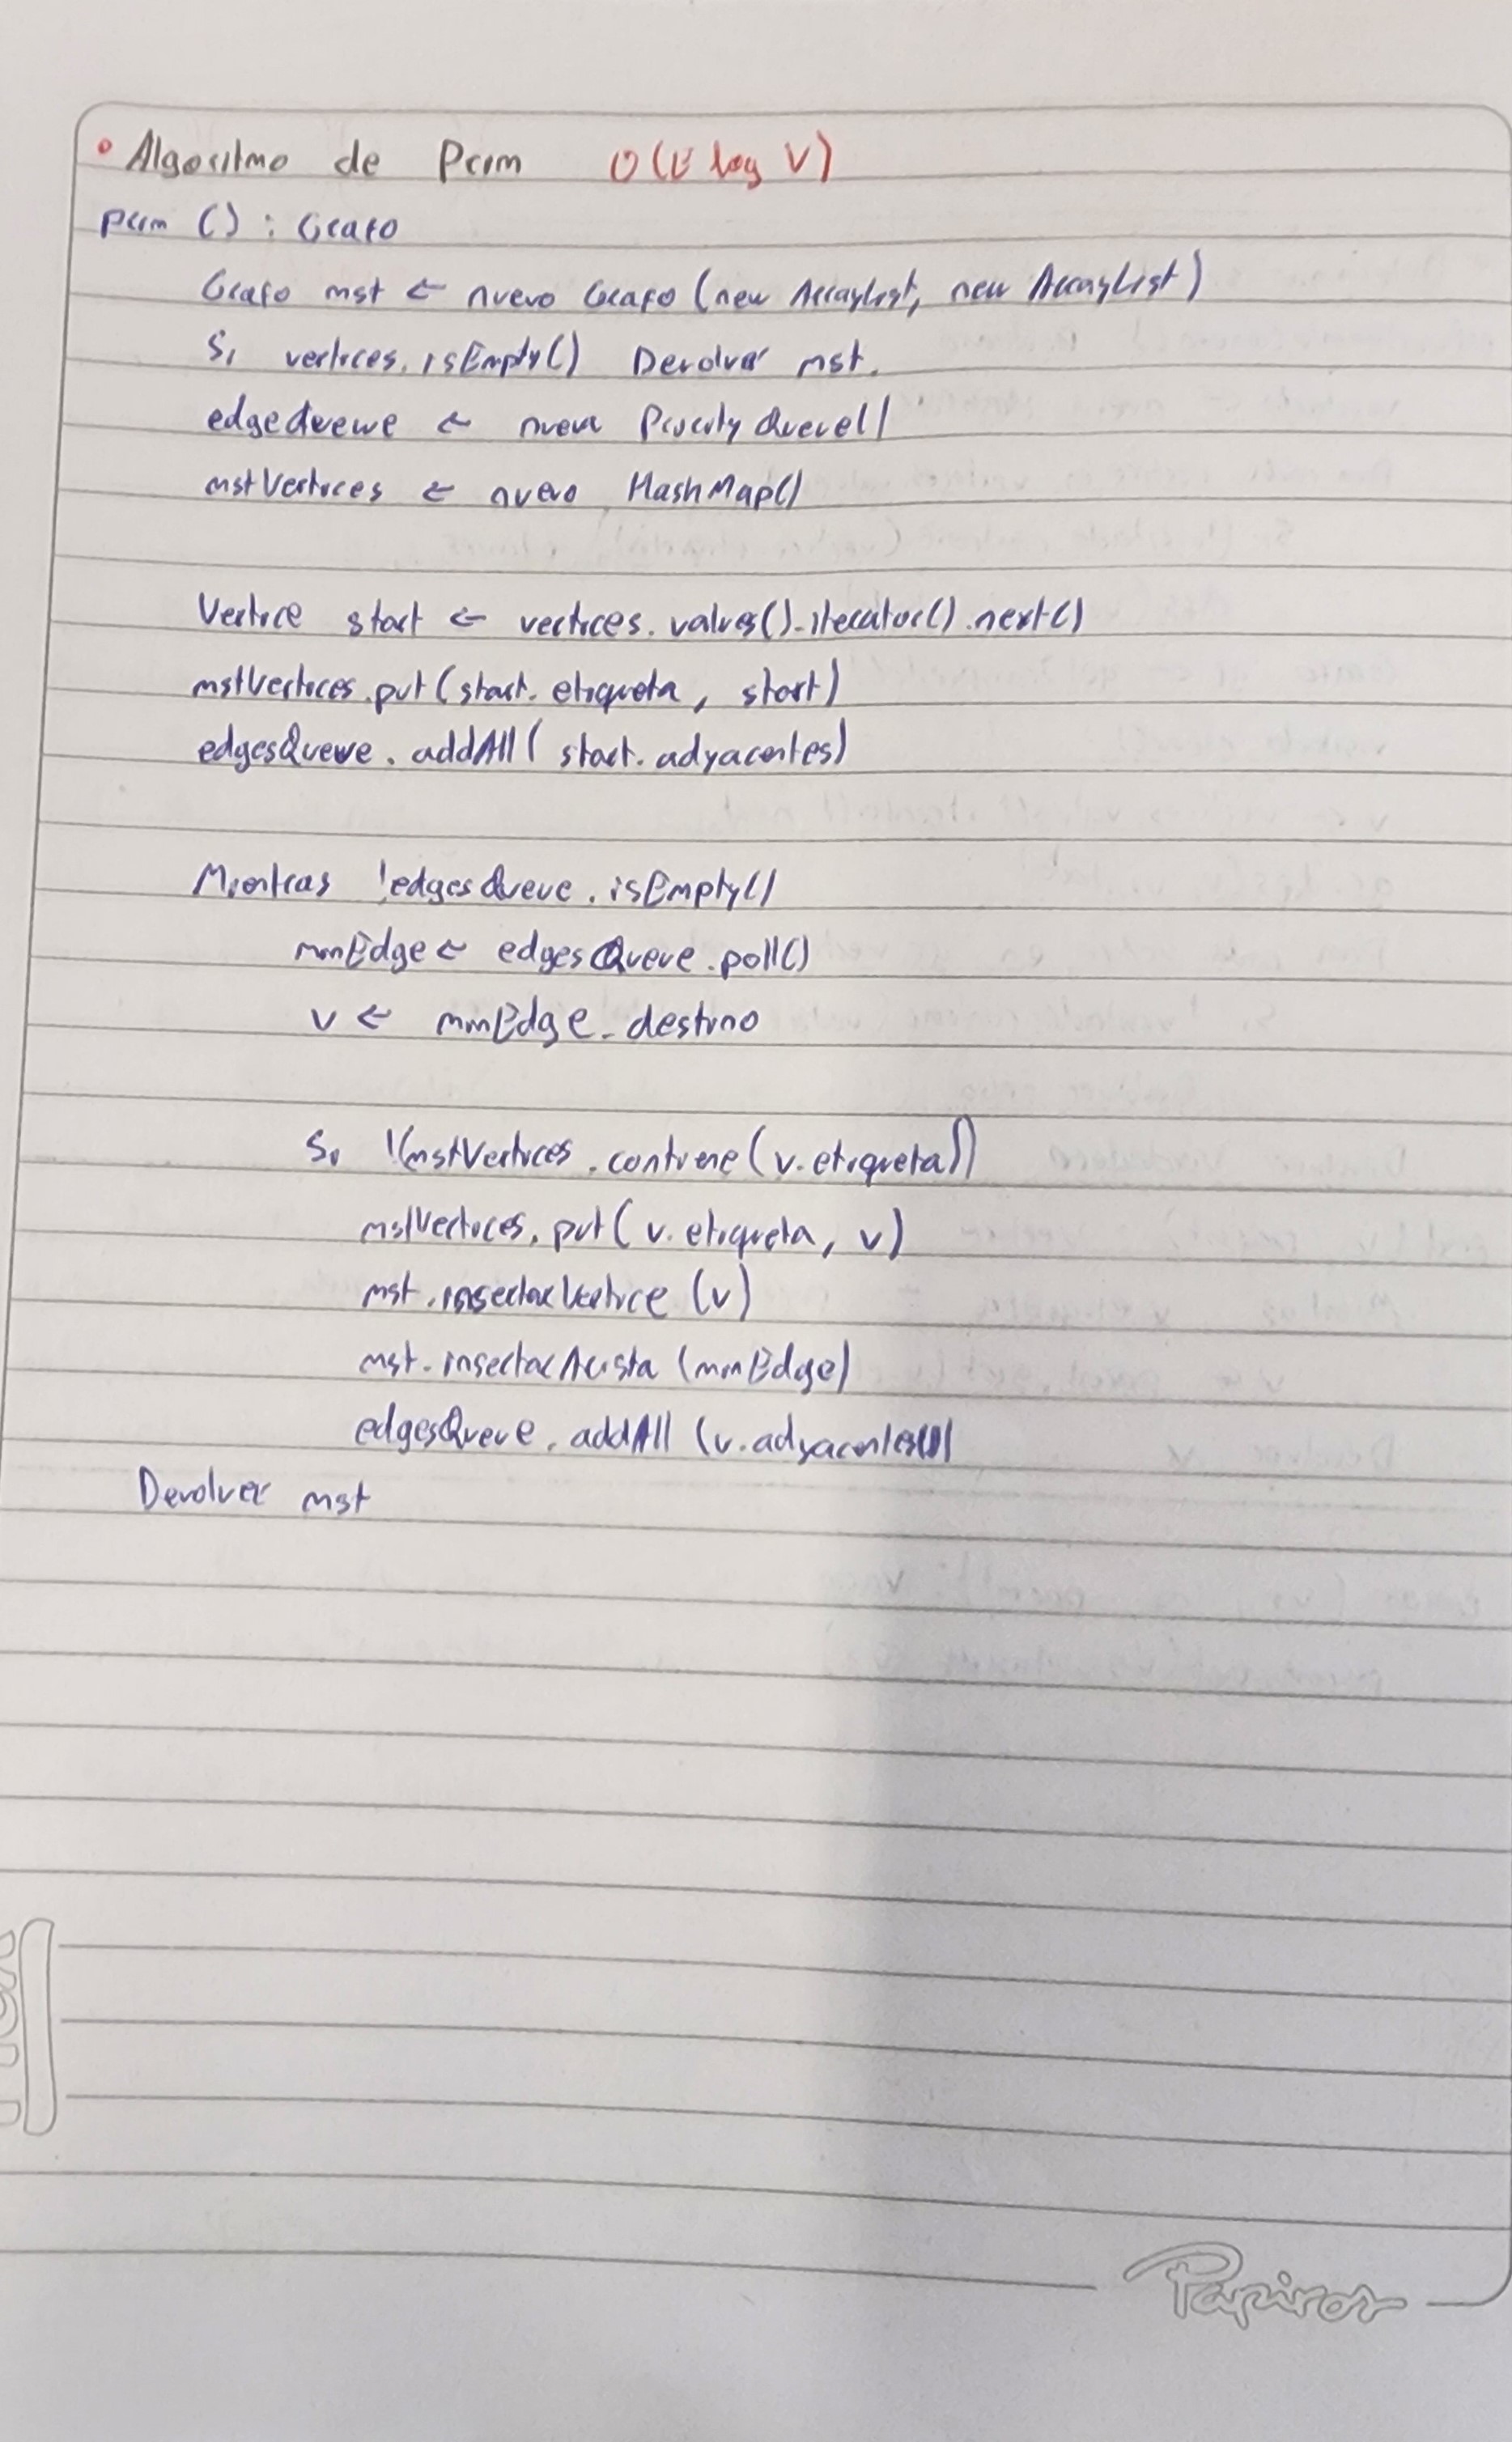 • Algoritmo de Prim O(E log V)
prim () : Grafo
Grafo mst ← nuevo Grafo (new ArrayList, new ArrayList)
Si vertices.isEmpty() Devolver mst.
edgeQueue ← nueva PriorityQueue()
mstVertices ← nuevo HashMap()
Vertice start ← vertices.values().iterator().next()
mstVertices.put(start.etiqueta, start)
edgesQueue.addAll(start.adyacentes)
Mientras !edgesQueue.isEmpty()
minEdge ← edgesQueue.poll()
v ← minEdge.destino
Si !(mstVertices.contiene(v.etiqueta))
mstVertices.put(v.etiqueta, v)
mst.insertarVertice(v)
mst.insertarArista(minEdge)
edgesQueue.addAll(v.adyacentes())
Devolver mst
Papiros